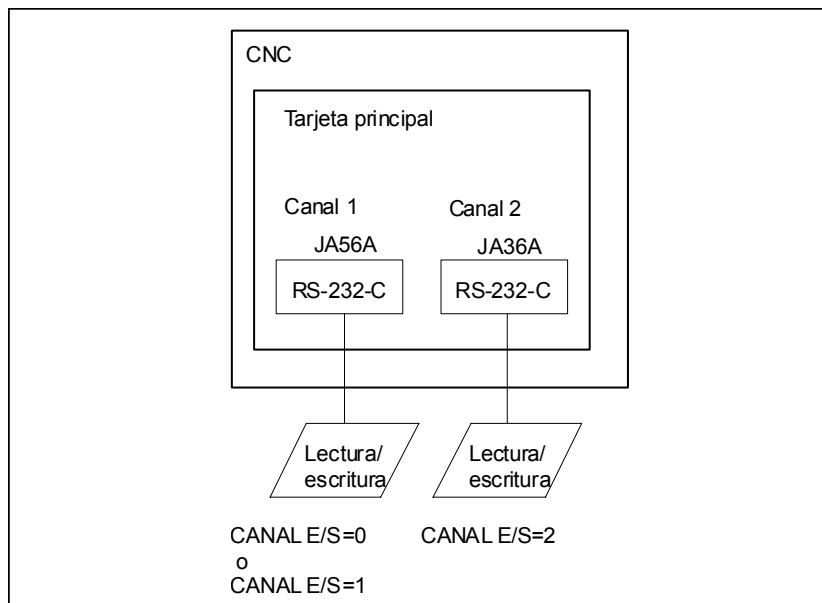 CNC
Tarjeta principal
Canal 1
Canal 2
JA56A
JA36A
RS-232-C
RS-232-C
Lectura/
escritura
Lectura/
escritura
CANAL E/S=0
o
CANAL E/S=1
CANAL E/S=2